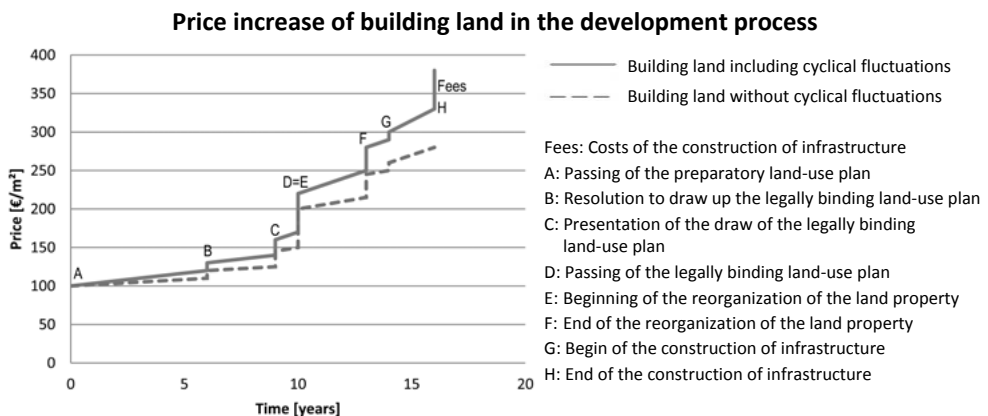 Price increase of building land in the development process
400
350
300
250
200
150
100
50
0
Price [€/m²]
0
5
10
15
20
Time [years]
A
B
C
D=E
F
G
Fees
H
Building land including cyclical fluctuations
Building land without cyclical fluctuations
Fees: Costs of the construction of infrastructure
A: Passing of the preparatory land-use plan
B: Resolution to draw up the legally binding land-use plan
C: Presentation of the draw of the legally binding
land-use plan
D: Passing of the legally binding land-use plan
E: Beginning of the reorganization of the land property
F: End of the reorganization of the land property
G: Begin of the construction of infrastructure
H: End of the construction of infrastructure